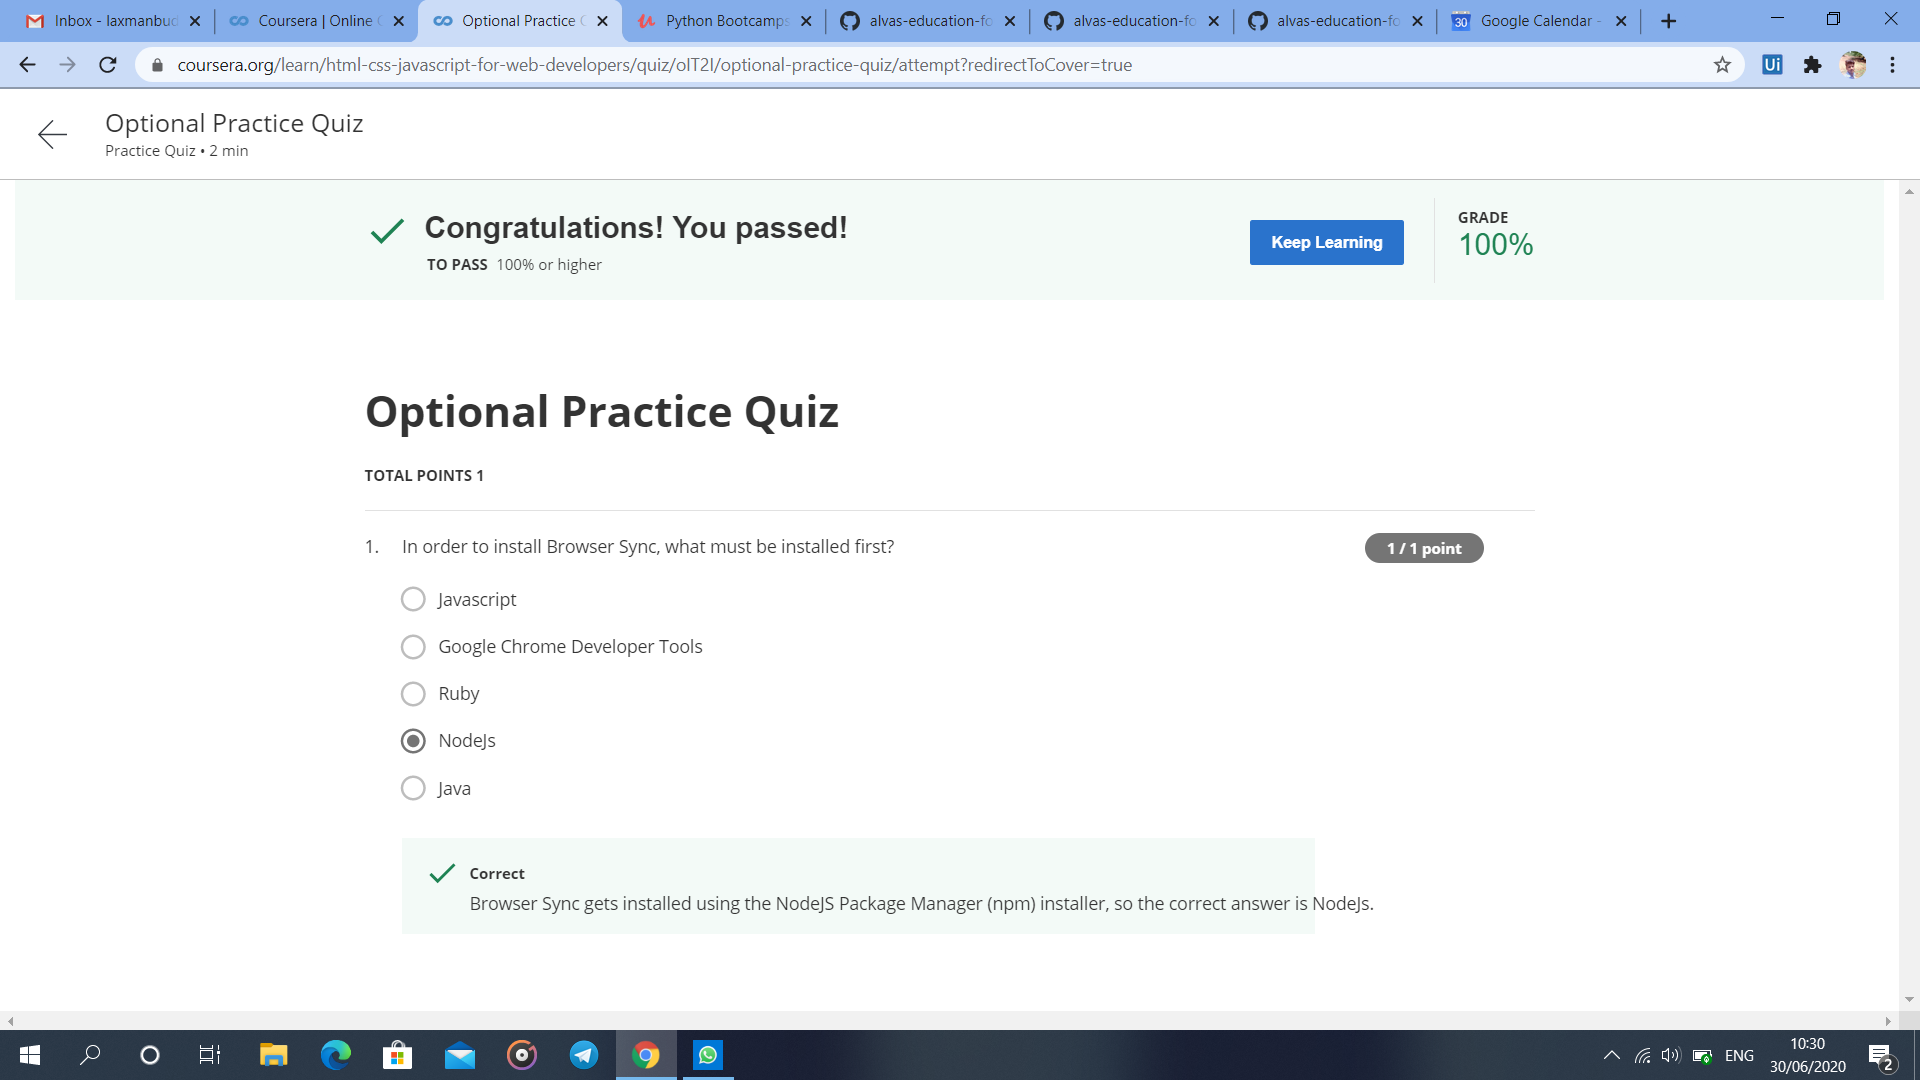 Inbox - laxmanbud
Coursera | Online C
Optional Practice Q
Python Bootcamps
alvas-education-fo
alvas-education-fo
alvas-education-fo
30
Google Calendar -
coursera.org/learn/html-css-javascript-for-web-developers/quiz/oIT2I/optional-practice-quiz/attempt?redirectToCover=true
Ui
Optional Practice Quiz
Practice Quiz • 2 min
Congratulations! You passed!
TO PASS 100% or higher
Keep Learning
GRADE
100%
Optional Practice Quiz
TOTAL POINTS 1
1. In order to install Browser Sync, what must be installed first?
1 / 1 point
Javascript
Google Chrome Developer Tools
Ruby
NodeJs
Java
Correct
Browser Sync gets installed using the NodeJS Package Manager (npm) installer, so the correct answer is NodeJs.
ENG
10:30
30/06/2020
2